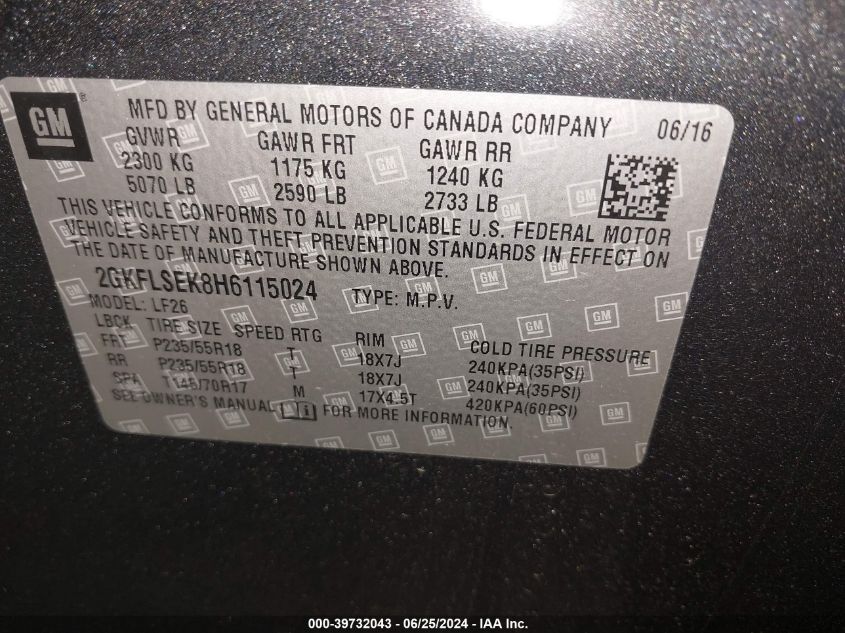 GM
MFD BY GENERAL MOTORS OF CANADA COMPANY 06/16
GVWR GAWR FRT GAWR RR
2300 KG 1175 KG 1240 KG
5070 LB 2590 LB 2733 LB
THIS VEHICLE CONFORMS TO ALL APPLICABLE U.S. FEDERAL MOTOR
VEHICLE SAFETY AND THEFT PREVENTION STANDARDS IN EFFECT ON
THE DATE OF MANUFACTURE SHOWN ABOVE.
2GKFLSEK8H6115024 TYPE: M.P.V.
MODEL: LF26
LBCK TIRE SIZE SPEED RTG RIM COLD TIRE PRESSURE
FRT P235/55R18 T 18X7J 240KPA(35PSI)
RR P235/55R18 T 18X7J 240KPA(35PSI)
SPA T145/70R17 M 17X4.5T 420KPA(60PSI)
SEE OWNER'S MANUAL FOR MORE INFORMATION.
000-39732043 - 06/25/2024 - IAA Inc.